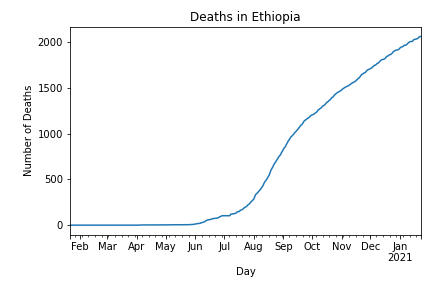 Deaths in Ethiopia
Number of Deaths
2000
1500
1000
500
0
Feb Mar Apr May Jun Jul Aug Sep Oct Nov Dec Jan
2021
Day